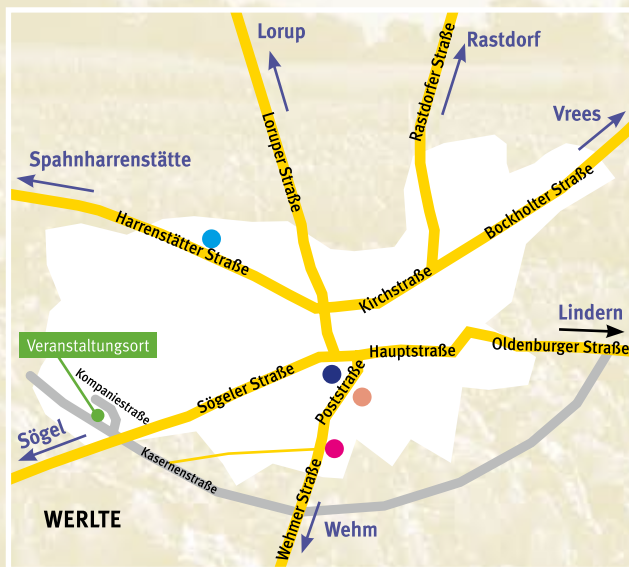 Lorup
Rastdorf
Vrees
Spahnharrenstätte
Loruper Straße
Rastdorfer Straße
Bockholter Straße
Harrenstätter Straße
Kirchstraße
Lindern
Veranstaltungsort
Hauptstraße
Oldenburger Straße
Kompaniestraße
Sögeler Straße
Poststraße
Sögel
Kasernenstraße
Wehmer Straße
WERLTE
Wehm